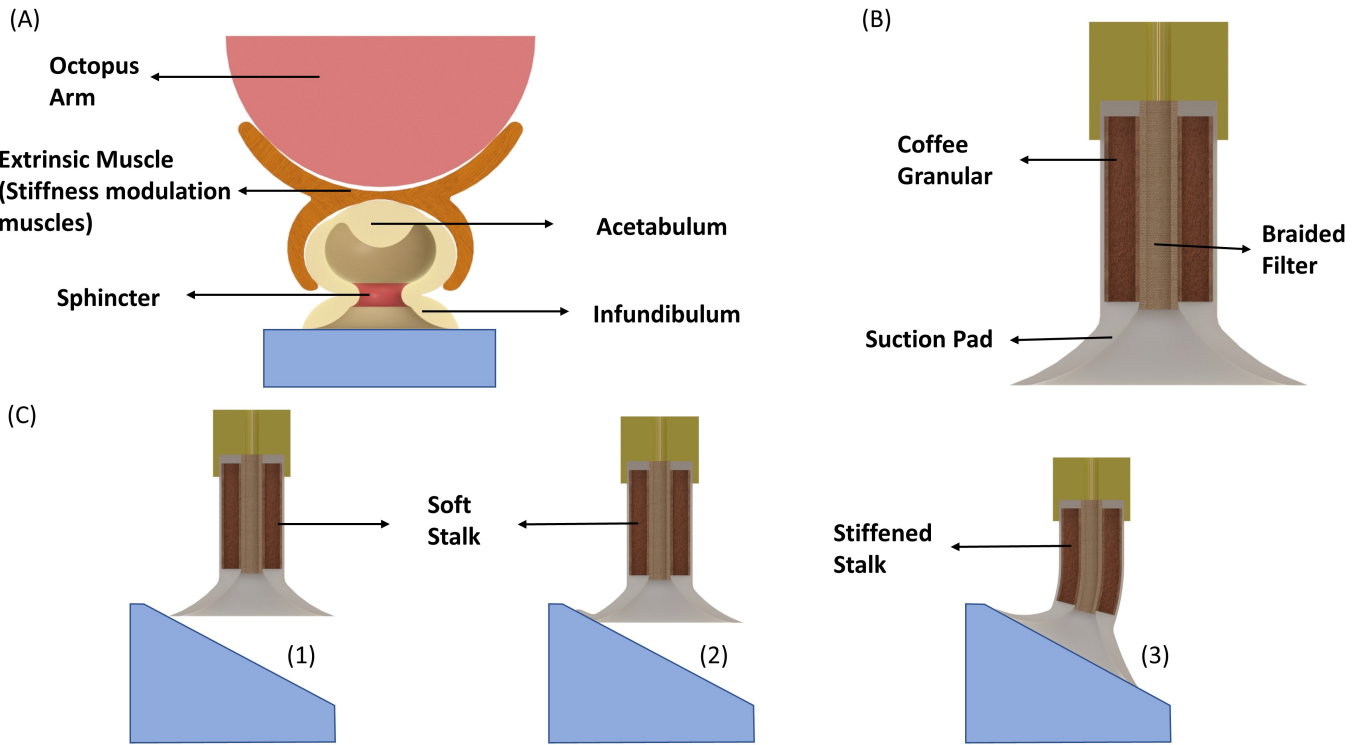 (A)
Octopus
Arm
Extrinsic Muscle
(Stiffness modulation
muscles)
Acetabulum
Sphincter
Infundibulum
(B)
Coffee
Granular
Braided
Filter
Suction Pad
(C)
Soft
Stalk
Stiffened
Stalk
(1)
(2)
(3)